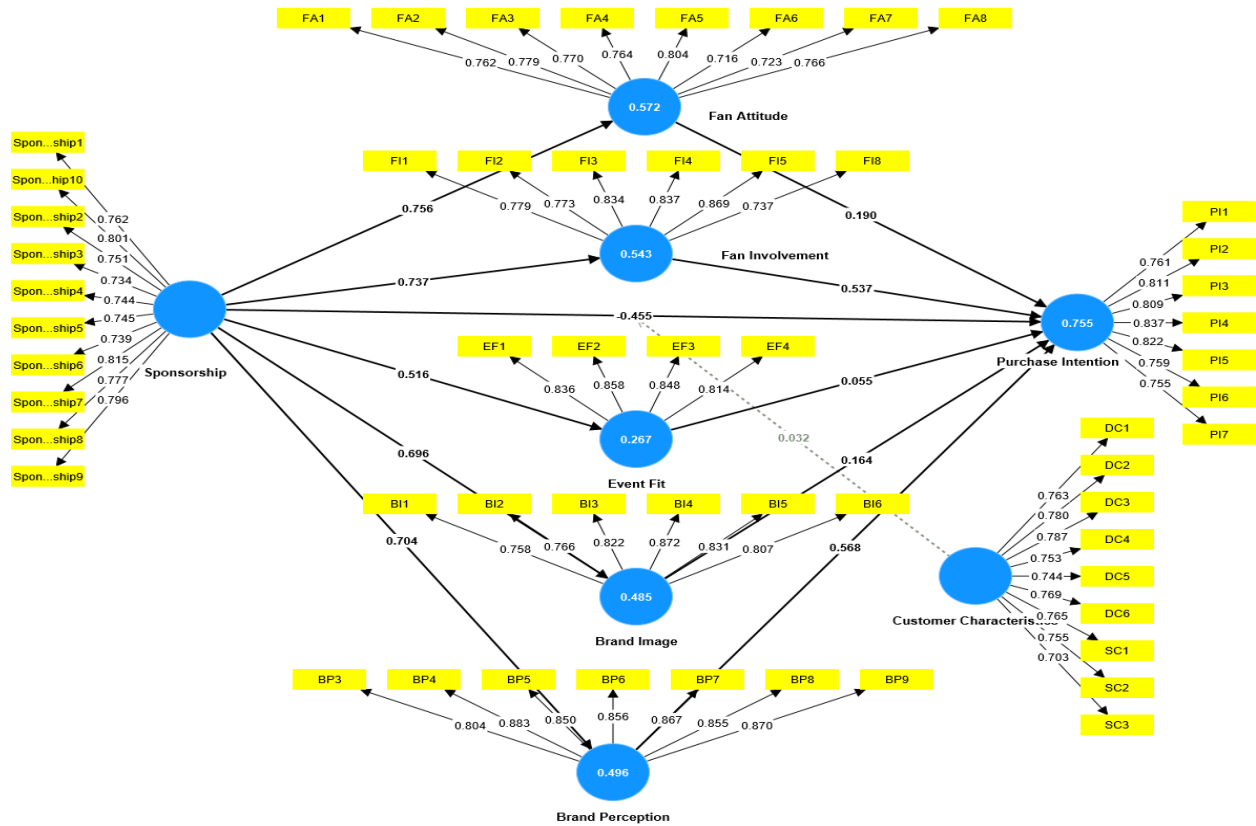 FA1 FA2 FA3 FA4 FA5 FA6 FA7 FA8
0.762 0.779 0.770 0.764 0.804 0.716 0.723 0.766
0.572
Fan Attitude
Spon...ship1
Spon...hip10
Spon...ship2
Spon...ship3
Spon...ship4
Spon...ship5
Spon...ship6
Spon...ship7
Spon...ship8
Spon...ship9
0.762
0.801
0.751
0.734
0.744
0.745
0.739
0.815
0.777
0.796
Sponsorship
FI1 FI2 FI3 FI4 FI5 FI8
0.779 0.773 0.834 0.837 0.869 0.737
0.543
Fan Involvement
0.756
0.737
-0.455
0.516
0.696
0.704
0.190
0.537
0.055
0.164
0.568
0.032
EF1 EF2 EF3 EF4
0.836 0.858 0.848 0.814
0.267
Event Fit
BI1 BI2 BI3 BI4 BI5 BI6
0.758 0.766 0.822 0.872 0.831 0.807
0.485
Brand Image
BP3 BP4 BP5 BP6 BP7 BP8 BP9
0.804 0.883 0.850 0.856 0.867 0.855 0.870
0.496
Brand Perception
0.755
Purchase Intention
0.761
0.811
0.809
0.837
0.822
0.759
0.755
PI1
PI2
PI3
PI4
PI5
PI6
PI7
Customer Characteristics
0.763
0.780
0.787
0.753
0.744
0.769
0.765
0.755
0.703
DC1
DC2
DC3
DC4
DC5
DC6
SC1
SC2
SC3